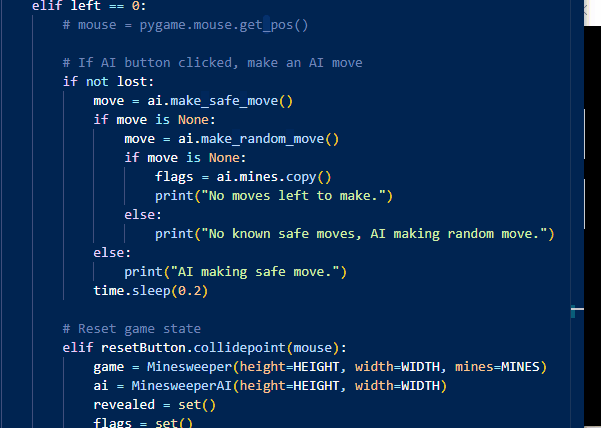 elif left == 0:
# mouse = pygame.mouse.get_pos()
# If AI button clicked, make an AI move
if not lost:
move = ai.make_safe_move()
if move is None:
move = ai.make_random_move()
if move is None:
flags = ai.mines.copy()
print("No moves left to make.")
else:
print("No known safe moves, AI making random move.")
else:
print("AI making safe move.")
time.sleep(0.2)
# Reset game state
elif resetButton.collidepoint(mouse):
game = Minesweeper(height=HEIGHT, width=WIDTH, mines=MINES)
ai = MinesweeperAI(height=HEIGHT, width=WIDTH)
revealed = set()
flags = set()